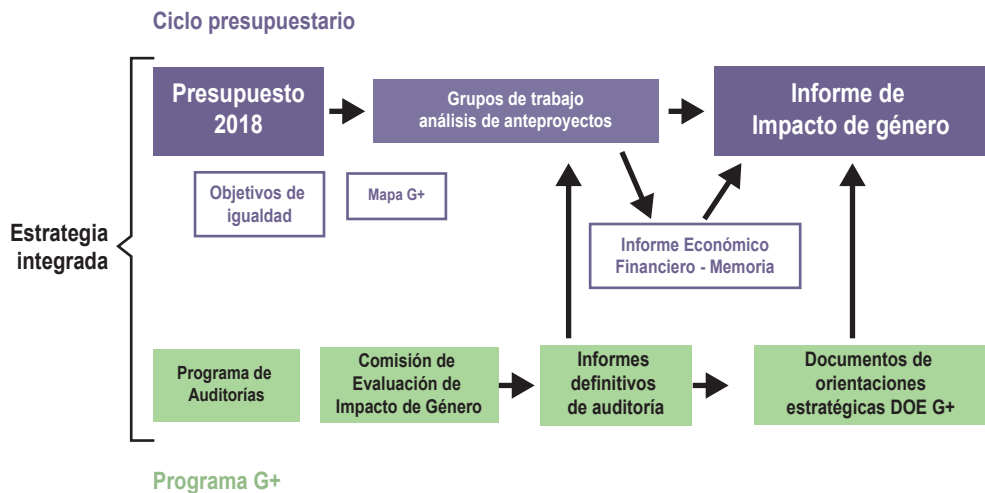 Ciclo presupuestario
Presupuesto
2018
Grupos de trabajo
análisis de anteproyectos
Informe de
Impacto de género
Objetivos de
igualdad
Mapa G+
Informe Económico
Financiero - Memoria
Estrategia
integrada
Programa de
Auditorías
Comisión de
Evaluación de
Impacto de Género
Informes
definitivos
de auditoría
Documentos de
orientaciones
estratégicas DOE G+
Programa G+